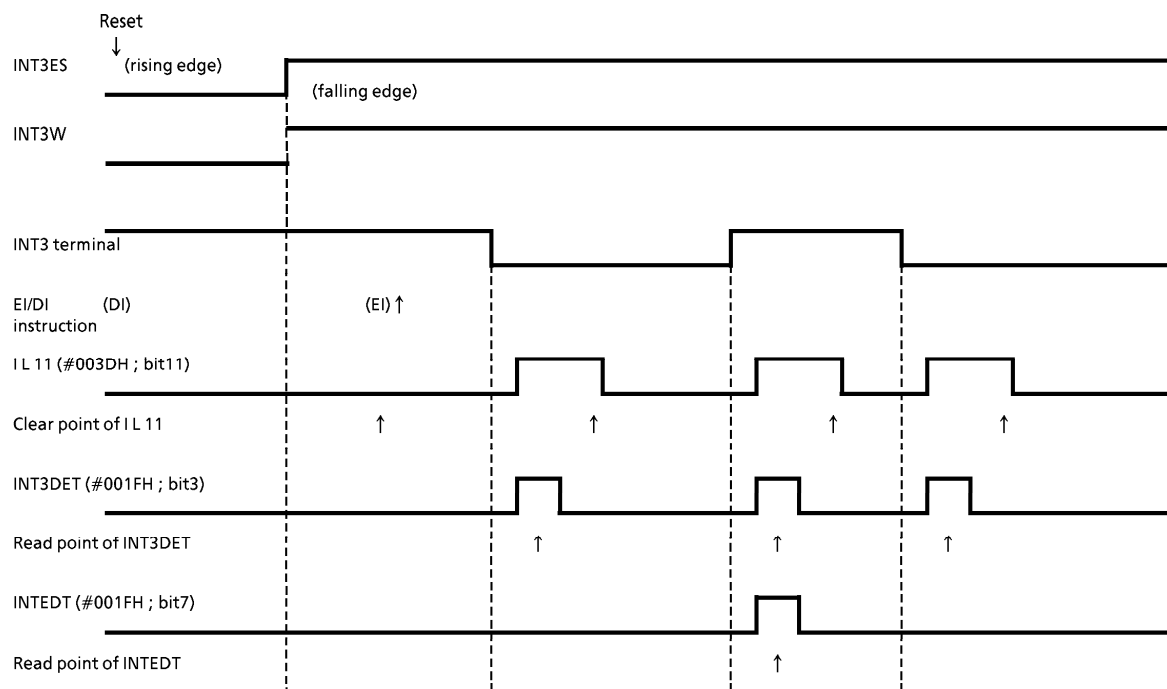 Reset
↓
INT3ES (rising edge)
(falling edge)
INT3W
INT3 terminal
EI/DI (DI) (EI) ↑
instruction
I L 11 (#003DH ; bit11)
Clear point of I L 11 ↑ ↑ ↑ ↑
INT3DET (#001FH ; bit3)
Read point of INT3DET ↑ ↑ ↑
INTEDT (#001FH ; bit7)
Read point of INTEDT ↑